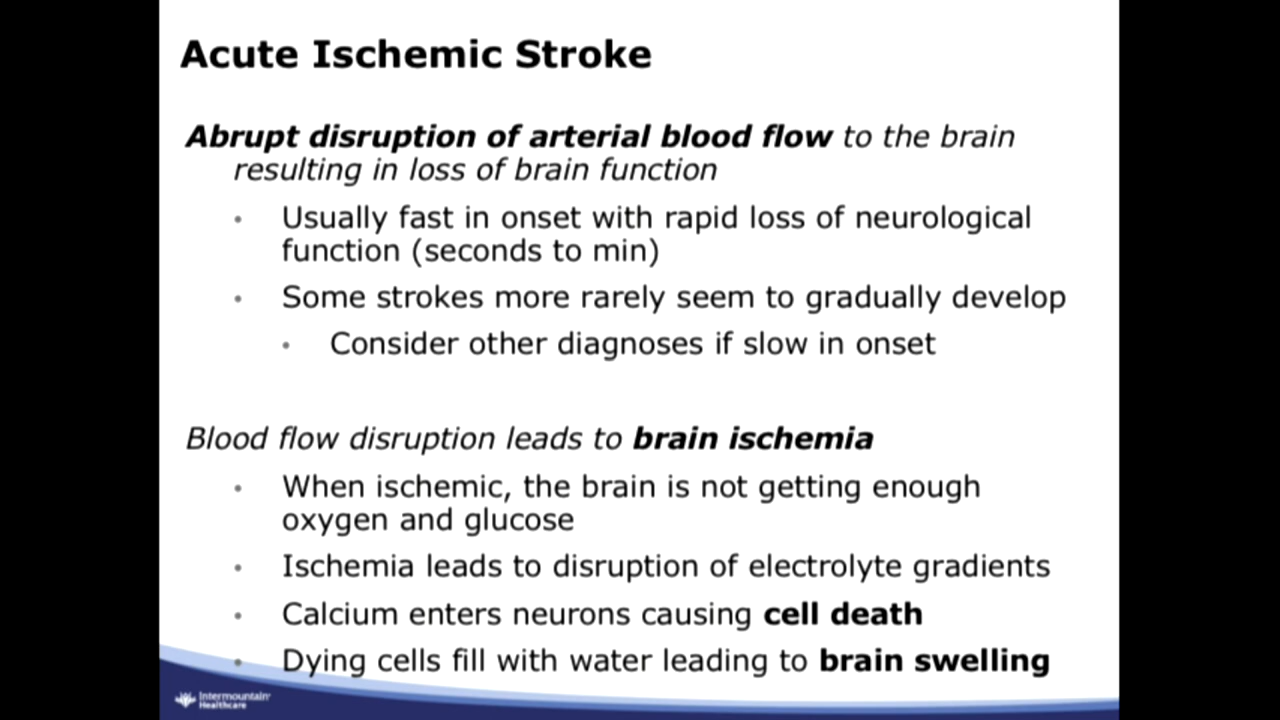 Acute Ischemic Stroke
Abrupt disruption of arterial blood flow to the brain
resulting in loss of brain function
• Usually fast in onset with rapid loss of neurological
function (seconds to min)
• Some strokes more rarely seem to gradually develop
• Consider other diagnoses if slow in onset
Blood flow disruption leads to brain ischemia
• When ischemic, the brain is not getting enough
oxygen and glucose
• Ischemia leads to disruption of electrolyte gradients
• Calcium enters neurons causing cell death
• Dying cells fill with water leading to brain swelling
Intermountain
Healthcare